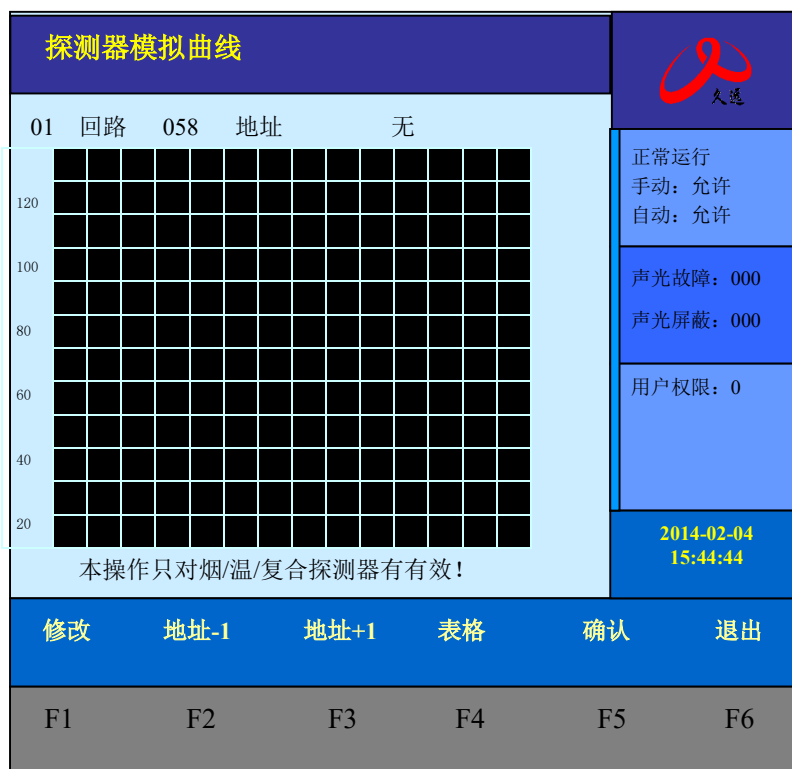 探测器模拟曲线
久远
01 回路 058 地址 无
正常运行
手动：允许
自动：允许
声光故障：000
声光屏蔽：000
用户权限：0
120
100
80
60
40
20
本操作只对烟/温/复合探测器有有效！
2014-02-04
15:44:44
修改 地址-1 地址+1 表格 确认 退出
F1 F2 F3 F4 F5 F6